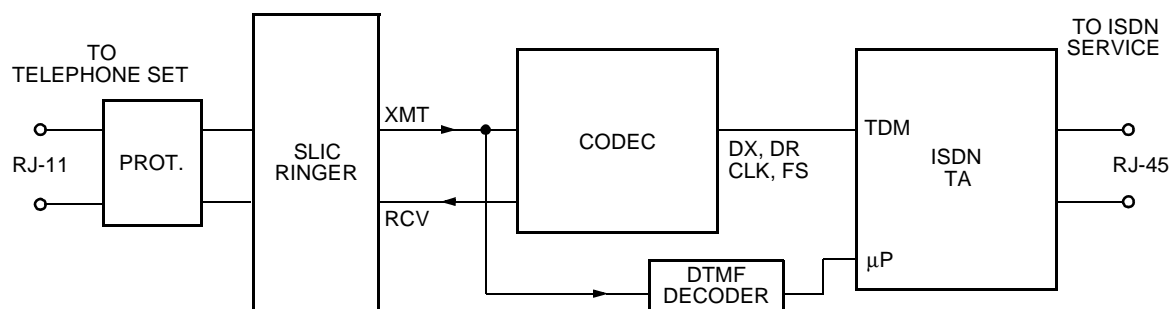 TO
TELEPHONE SET
RJ-11
PROT.
SLIC
RINGER
XMT
RCV
CODEC
DX, DR
CLK, FS
DTMF
DECODER
TDM
ISDN
TA
µP
TO ISDN
SERVICE
RJ-45